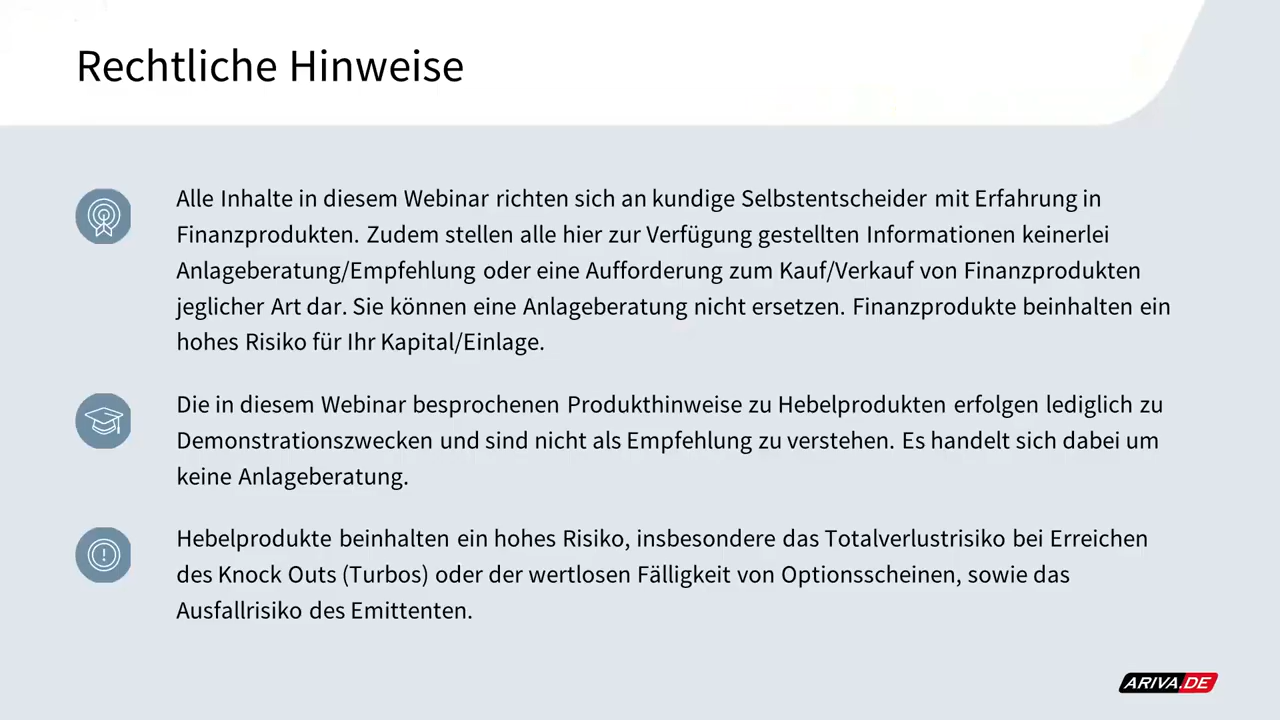 Rechtliche Hinweise
Alle Inhalte in diesem Webinar richten sich an kundige Selbstentscheider mit Erfahrung in
Finanzprodukten. Zudem stellen alle hier zur Verfügung gestellten Informationen keinerlei
Anlageberatung/Empfehlung oder eine Aufforderung zum Kauf/Verkauf von Finanzprodukten
jeglicher Art dar. Sie können eine Anlageberatung nicht ersetzen. Finanzprodukte beinhalten ein
hohes Risiko für Ihr Kapital/Einlage.
Die in diesem Webinar besprochenen Produkthinweise zu Hebelprodukten erfolgen lediglich zu
Demonstrationszwecken und sind nicht als Empfehlung zu verstehen. Es handelt sich dabei um
keine Anlageberatung.
Hebelprodukte beinhalten ein hohes Risiko, insbesondere das Totalverlustrisiko bei Erreichen
des Knock Outs (Turbos) oder der wertlosen Fälligkeit von Optionsscheinen, sowie das
Ausfallrisiko des Emittenten.
ARIVA.DE